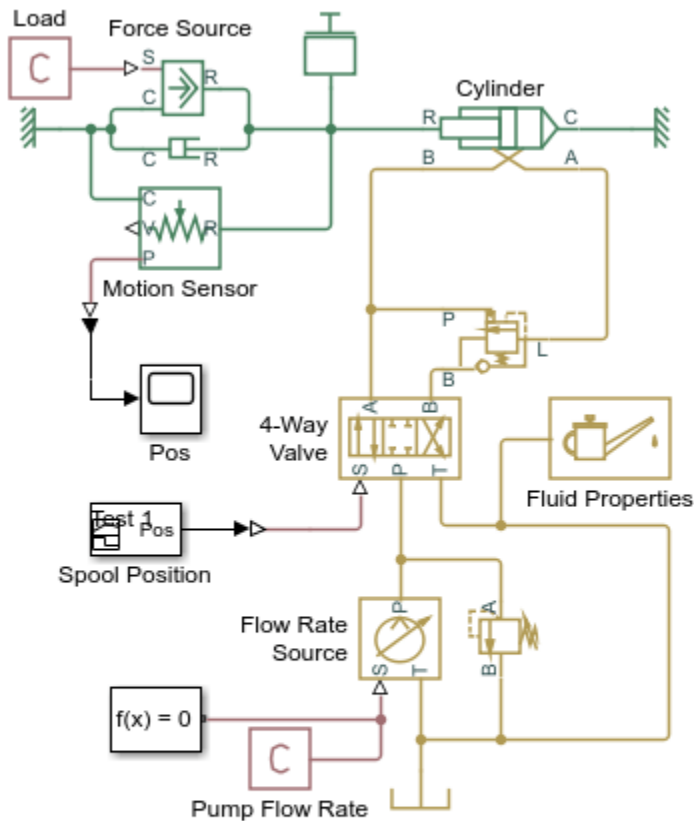 Load
Force Source
C
S
R
C
C
R
C
V
R
P
Motion Sensor
Cylinder
R
C
B
A
P
L
B
Pos
4-Way
Valve
A
B
S
P
T
Fluid Properties
Test 1
Pos
Spool Position
Flow Rate
Source
P
S
T
A
B
f(x) = 0
C
Pump Flow Rate